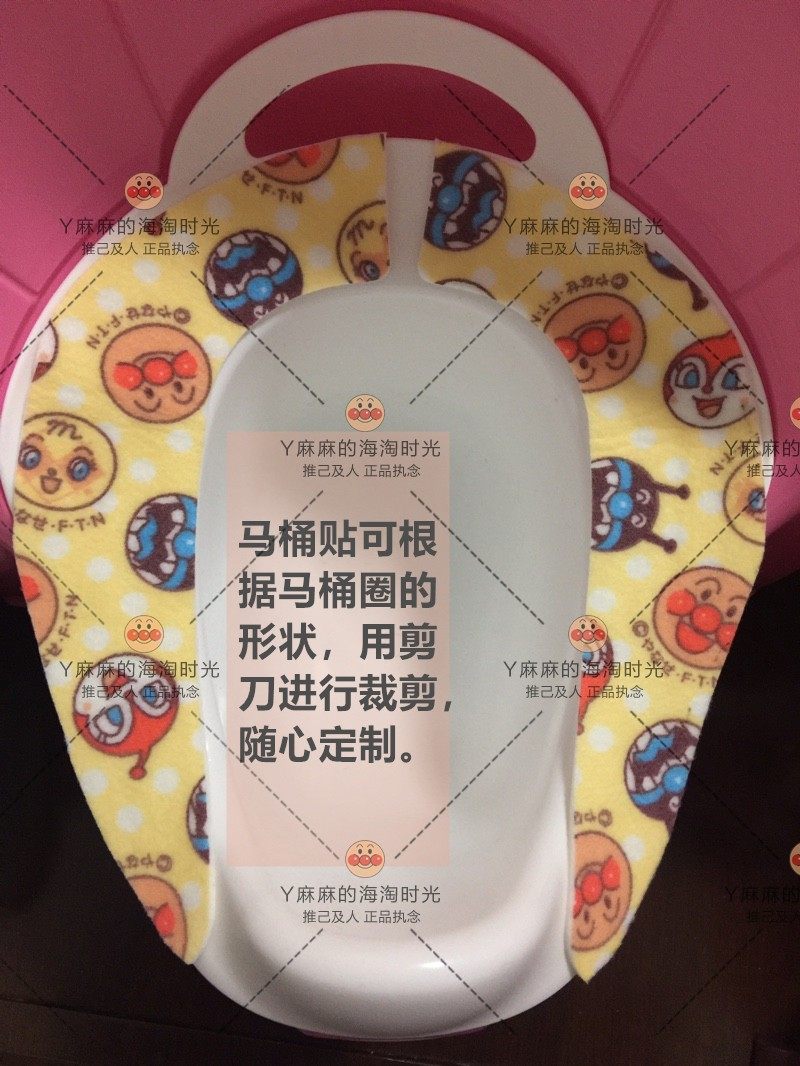 Y麻麻的海淘时光
推己及人 正品执念
Y麻麻的海淘时光
推己及人 正品执念
Y麻麻的海淘时光
推己及人 正品执念
马桶贴可根
据马桶圈的
形状，用剪
刀进行裁剪，
随心定制。
Y麻麻的海淘时光
推己及人 正品执念
Y麻麻的海淘时光
推己及人 正品执念
Y麻麻的海淘时光
推己及人 正品执念